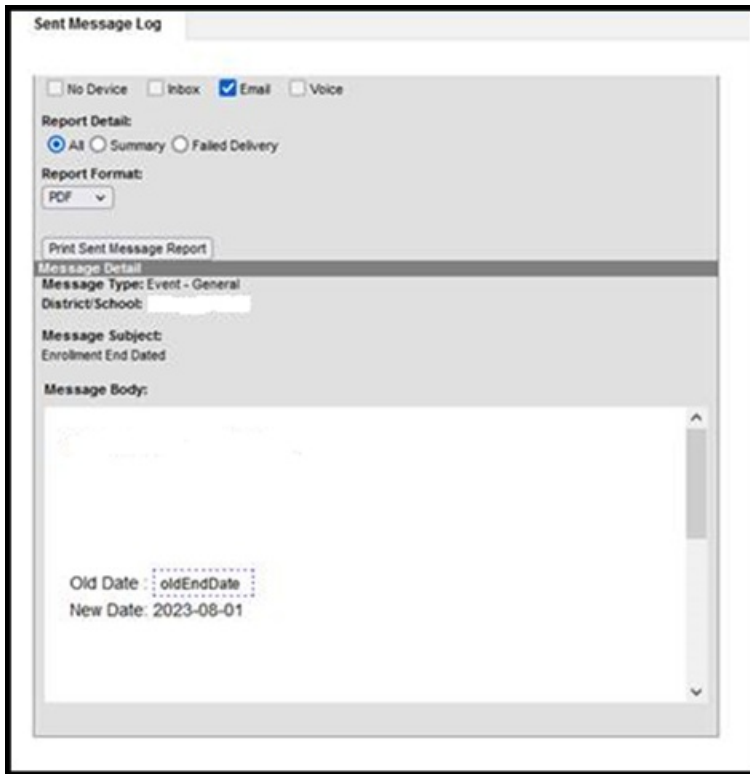 Sent Message Log
No Device Inbox Email Voice
Report Detail:
All Summary Failed Delivery
Report Format:
PDF
Print Sent Message Report
Message Detail
Message Type: Event - General
District/School:
Message Subject:
Enrollment End Dated
Message Body:
Old Date : oldEndDate
New Date: 2023-08-01